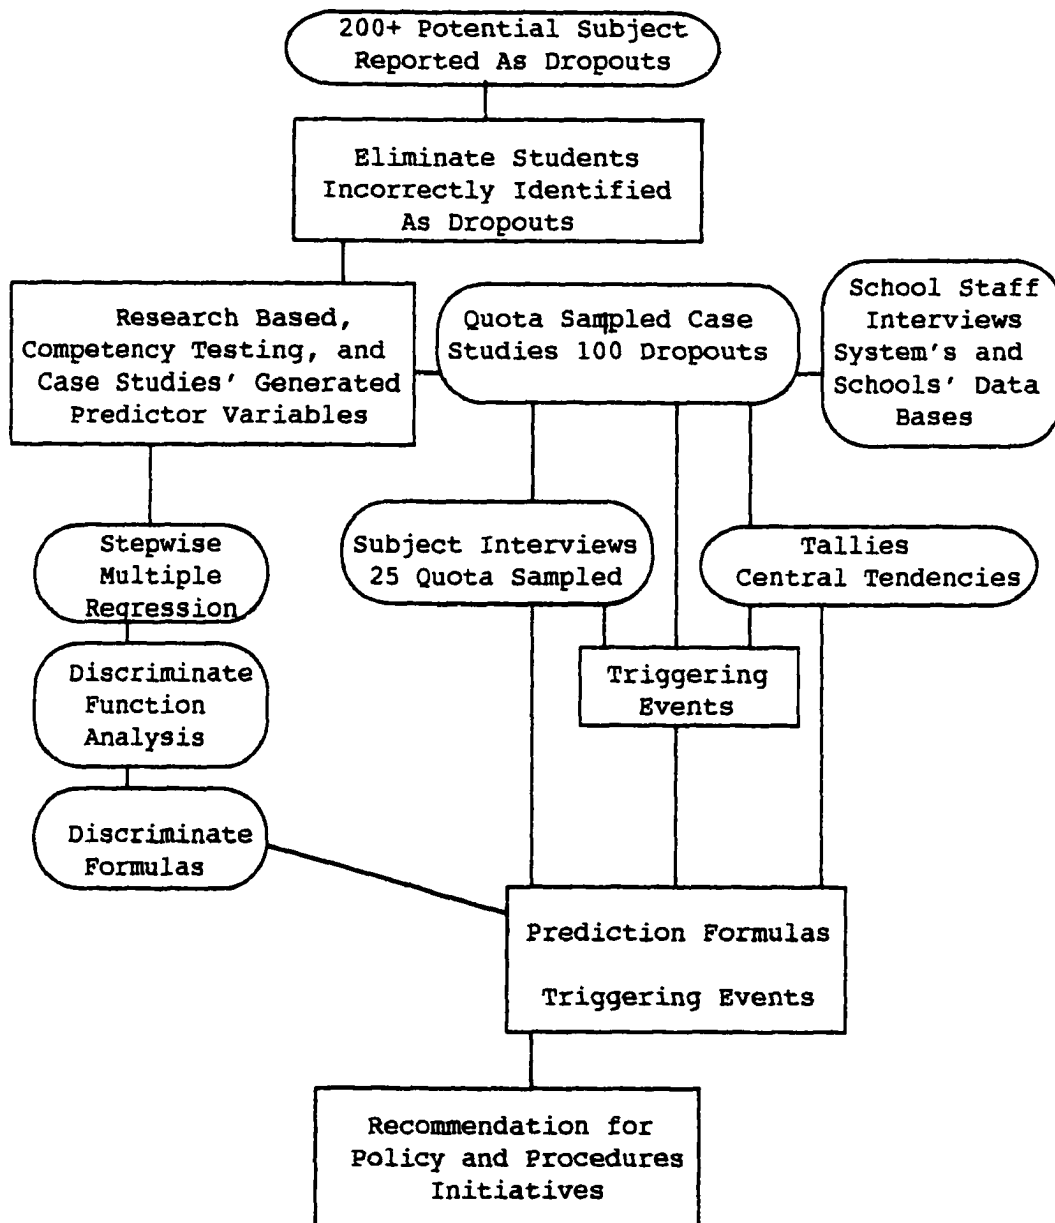 200+ Potential Subject
Reported As Dropouts
Eliminate Students
Incorrectly Identified
As Dropouts
Research Based,
Competency Testing, and
Case Studies' Generated
Predictor Variables
Quota Sampled Case
Studies 100 Dropouts
School Staff
Interviews
System's and
Schools' Data
Bases
Stepwise
Multiple
Regression
Subject Interviews
25 Quota Sampled
Tallies
Central Tendencies
Discriminate
Function
Analysis
Triggering
Events
Discriminate
Formulas
Prediction Formulas
Triggering Events
Recommendation for
Policy and Procedures
Initiatives